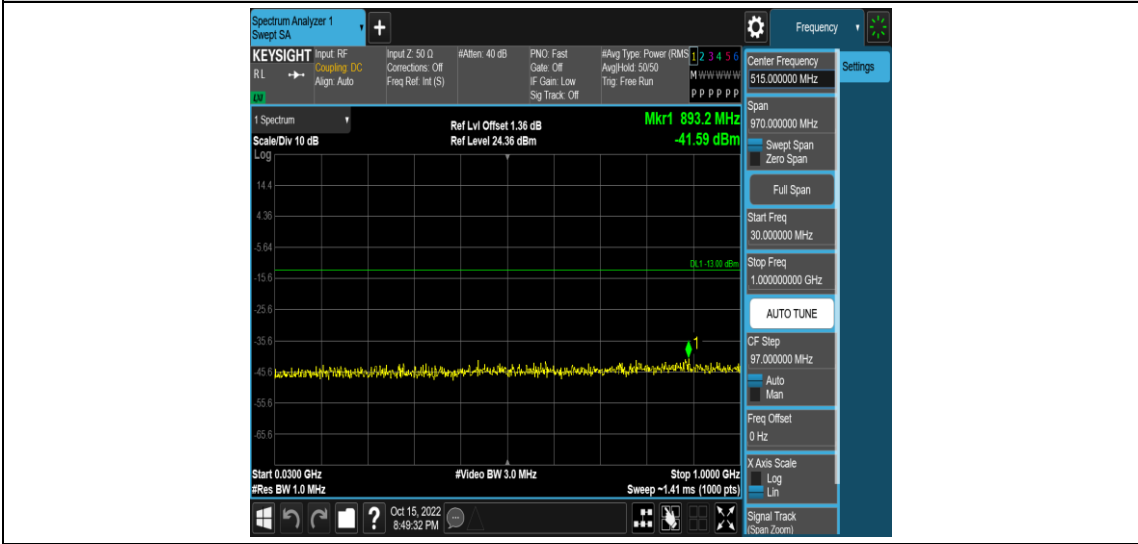 Spectrum Analyzer 1
Swept SA
+
Frequency
KEYSIGHT
RL
LNI
Input: RF
Coupling: DC
Align: Auto
Input Z: 50 Ω
Corrections: Off
Freq Ref: Int (S)
#Atten: 40 dB
PNO: Fast
Gate: Off
IF Gain: Low
Sig Track: Off
#Avg Type: Power (RMS
Avg|Hold: 50/50
Trig: Free Run
1 2 3 4 5 6
M W W W W W
P P P P P P
1 Spectrum
Scale/Div 10 dB
Ref Lvl Offset 1.36 dB
Ref Level 24.36 dBm
Mkr1 893.2 MHz
-41.59 dBm
Log
14.4
4.36
-5.64
DL1 -13.00 dBm
-15.6
-25.6
-35.6
1
-45.6
-55.6
-65.6
Start 0.0300 GHz
#Res BW 1.0 MHz
#Video BW 3.0 MHz
Stop 1.0000 GHz
Sweep ~1.41 ms (1000 pts)
?
Oct 15, 2022
8:49:32 PM
Center Frequency
515.000000 MHz
Settings
Span
970.000000 MHz
Swept Span
Zero Span
Full Span
Start Freq
30.000000 MHz
Stop Freq
1.000000000 GHz
AUTO TUNE
CF Step
97.000000 MHz
Auto
Man
Freq Offset
0 Hz
X Axis Scale
Log
Lin
Signal Track
(Span Zoom)